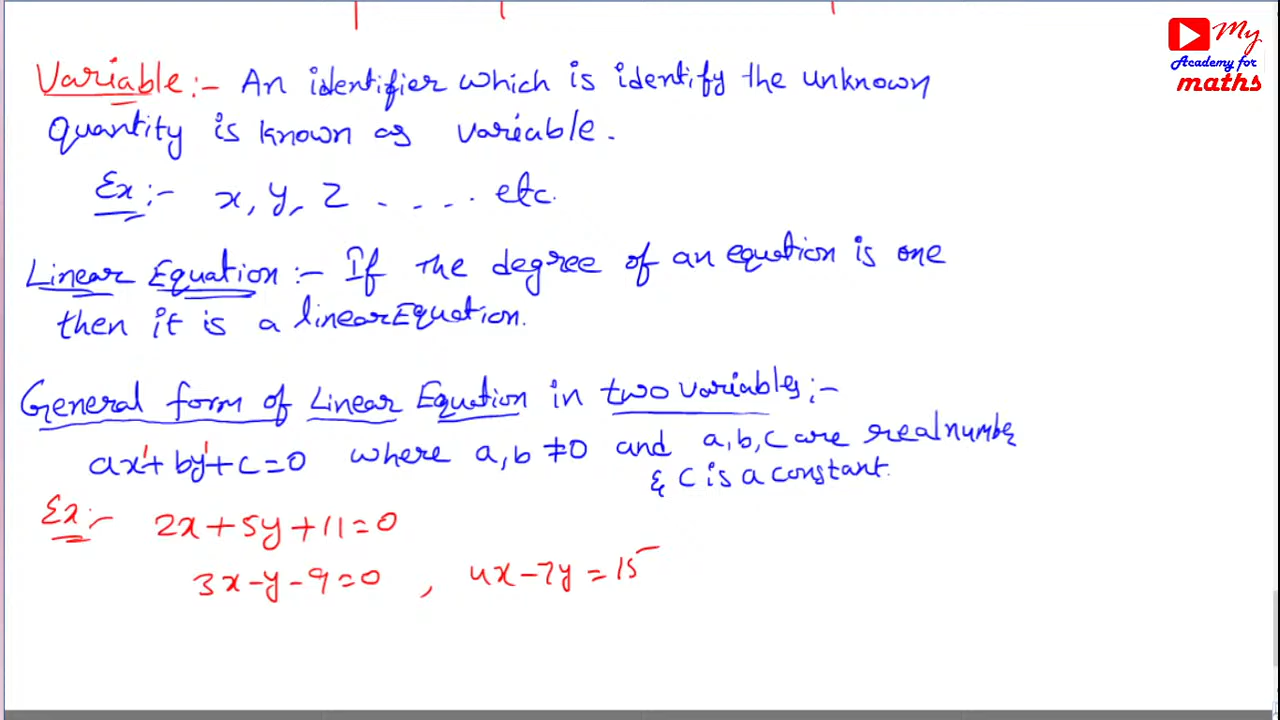 My
Academy for
maths
Variable :- An identifier which is identify the unknown
quantity is known as variable.
Ex :- x, y, z . . . . . etc.
Linear Equation :- If the degree of an equation is one
then it is a linear Equation.
General form of Linear Equation in two variables :-
ax¹ + by¹ + c = 0 where a, b ≠ 0 and a, b, c are real number
& c is a constant.
Ex :- 2x + 5y + 11 = 0
3x - y - 9 = 0 , 4x - 7y = 15